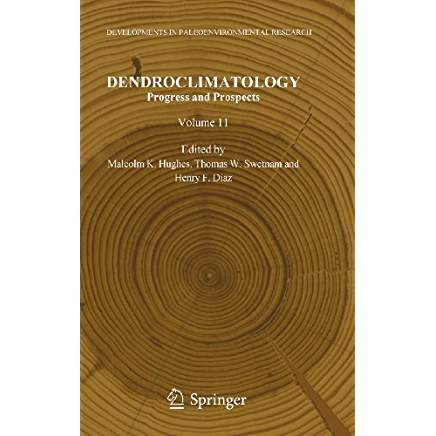 DEVELOPMENTS IN PALEOENVIRONMENTAL RESEARCH
DENDROCLIMATOLOGY
Progress and Prospects
Volume 11
Edited by
Malcolm K. Hughes, Thomas W. Swetnam and
Henry F. Diaz
Springer